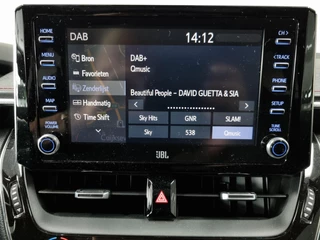 DAB 14:12
HOME
MENU
AUDIO
MAP
POWER VOLUME
CH >
< TRACK
PHONE
SETUP
TUNE SCROLL
Bron
Favorieten
Zenderlijst
Handmatig
Time Shift
DAB+
Qmusic
Beautiful People – DAVID GUETTA & SIA
Sky Hits GNR SLAM!
Sky 538 Qmusic
JBL